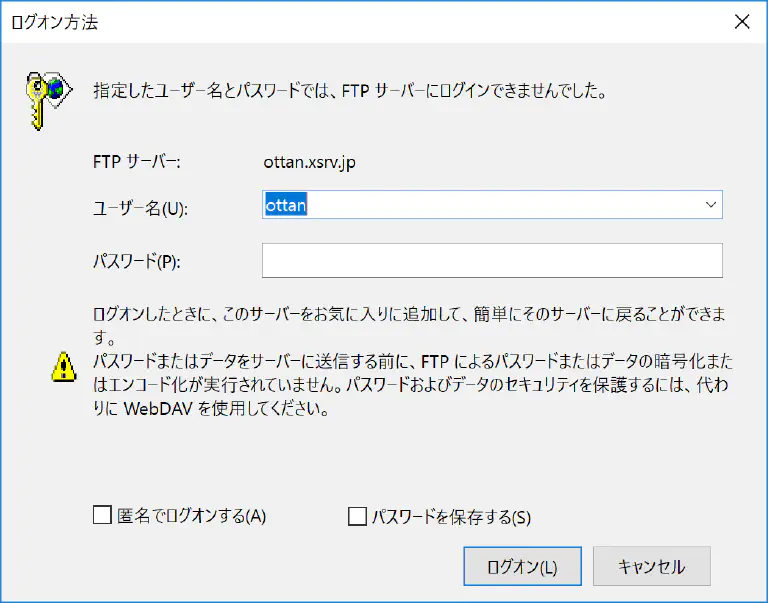 ログオン方法
指定したユーザー名とパスワードでは、FTP サーバーにログインできませんでした。
FTP サーバー:
ottan.xsrv.jp
ユーザー名(U):
ottan
パスワード(P):
ログオンしたときに、このサーバーをお気に入りに追加して、簡単にそのサーバーに戻ることができま
す。
パスワードまたはデータをサーバーに送信する前に、FTP によるパスワードまたはデータの暗号化また
はエンコード化が実行されていません。パスワードおよびデータのセキュリティを保護するには、代わ
りに WebDAV を使用してください。
匿名でログオンする(A)
パスワードを保存する(S)
ログオン(L)
キャンセル